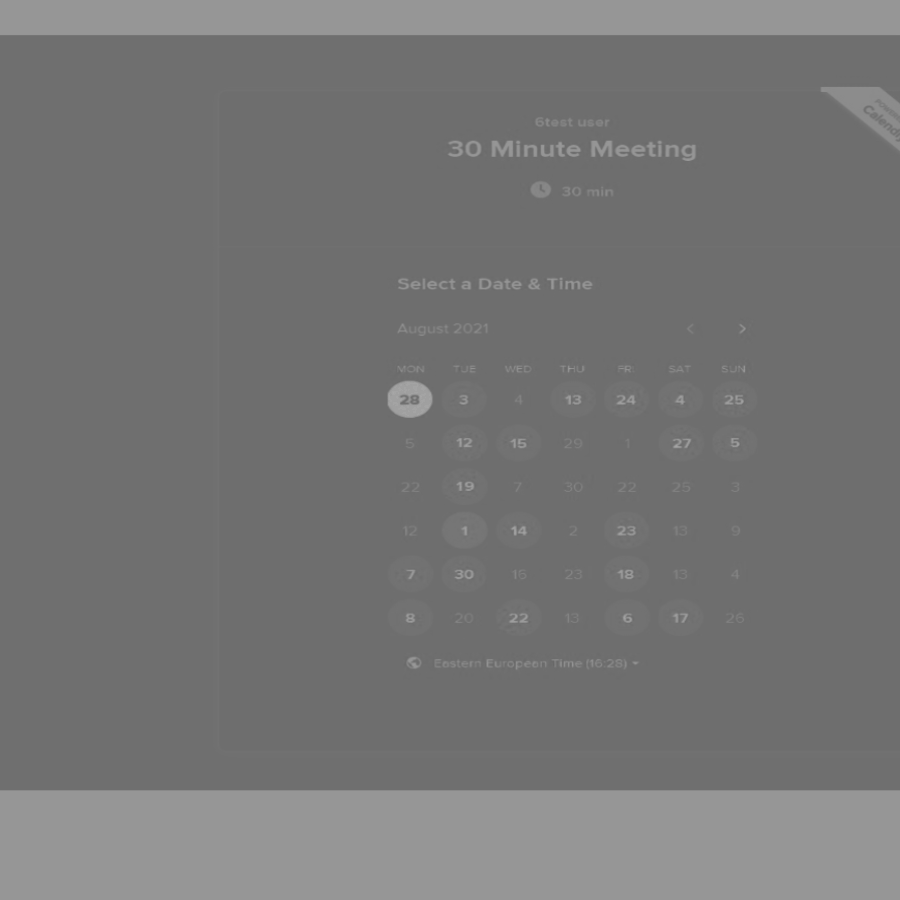 6test user
30 Minute Meeting
30 min
Calendly
Select a Date & Time
August 2021
MON TUE WED THU FRI SAT SUN
28 3 4 13 24 4 25
5 12 15 29 1 27 5
22 19 7 30 22 25 3
12 1 14 2 23 13 9
7 30 15 23 18 13 4
8 20 22 13 6 17 26
Eastern European Time (16:28)